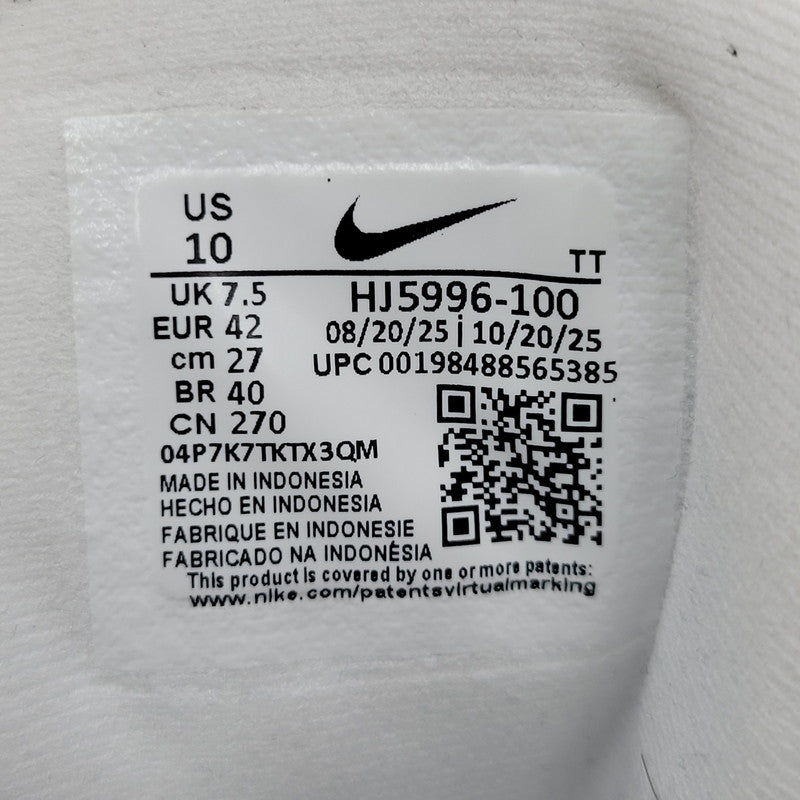 US
10
TT
UK 7.5
EUR 42
cm 27
BR 40
CN 270
HJ5996-100
08/20/25 | 10/20/25
UPC 00198488565385
04P7K7TKTX3QM
MADE IN INDONESIA
HECHO EN INDONESIA
FABRIQUE EN INDONESIE
FABRICADO NA INDONÉSIA
This product is covered by one or more patents:
www.nike.com/patentsvirtualmarking